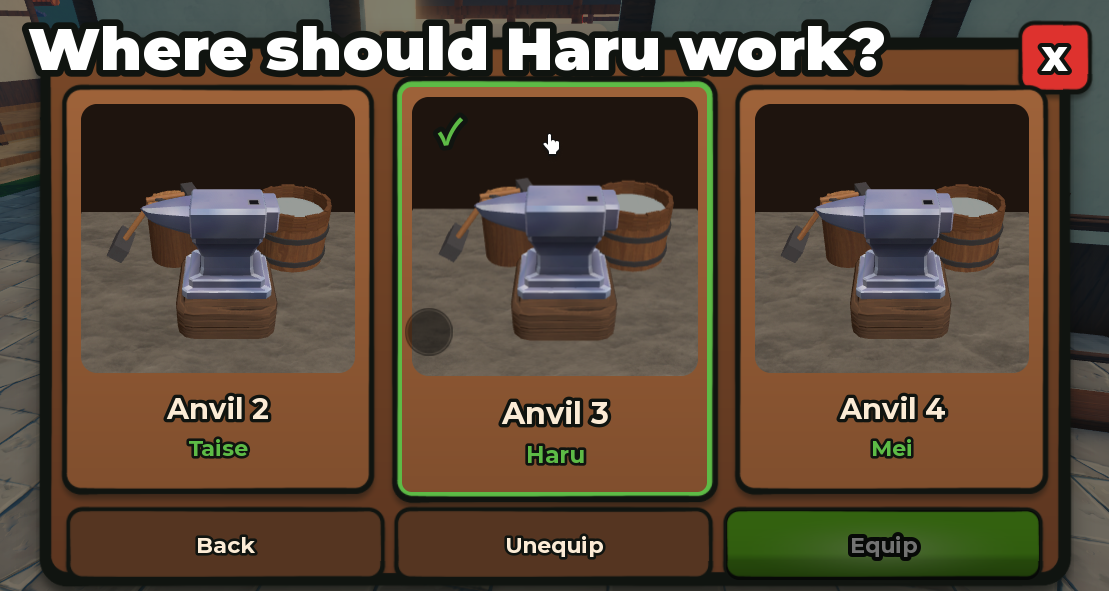 Where should Haru work?
X
Anvil 2
Taise
Anvil 3
Haru
Anvil 4
Mei
Back
Unequip
Equip